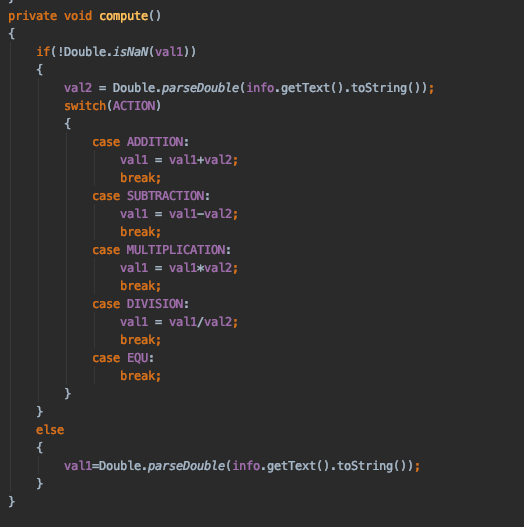 private void compute()
{
    if(!Double.isNaN(val1))
    {
        val2 = Double.parseDouble(info.getText().toString());
        switch(ACTION)
        {
            case ADDITION:
                val1 = val1+val2;
                break;
            case SUBTRACTION:
                val1 = val1-val2;
                break;
            case MULTIPLICATION:
                val1 = val1*val2;
                break;
            case DIVISION:
                val1 = val1/val2;
                break;
            case EQU:
                break;
        }
    }
    else
    {
        val1=Double.parseDouble(info.getText().toString());
    }
}